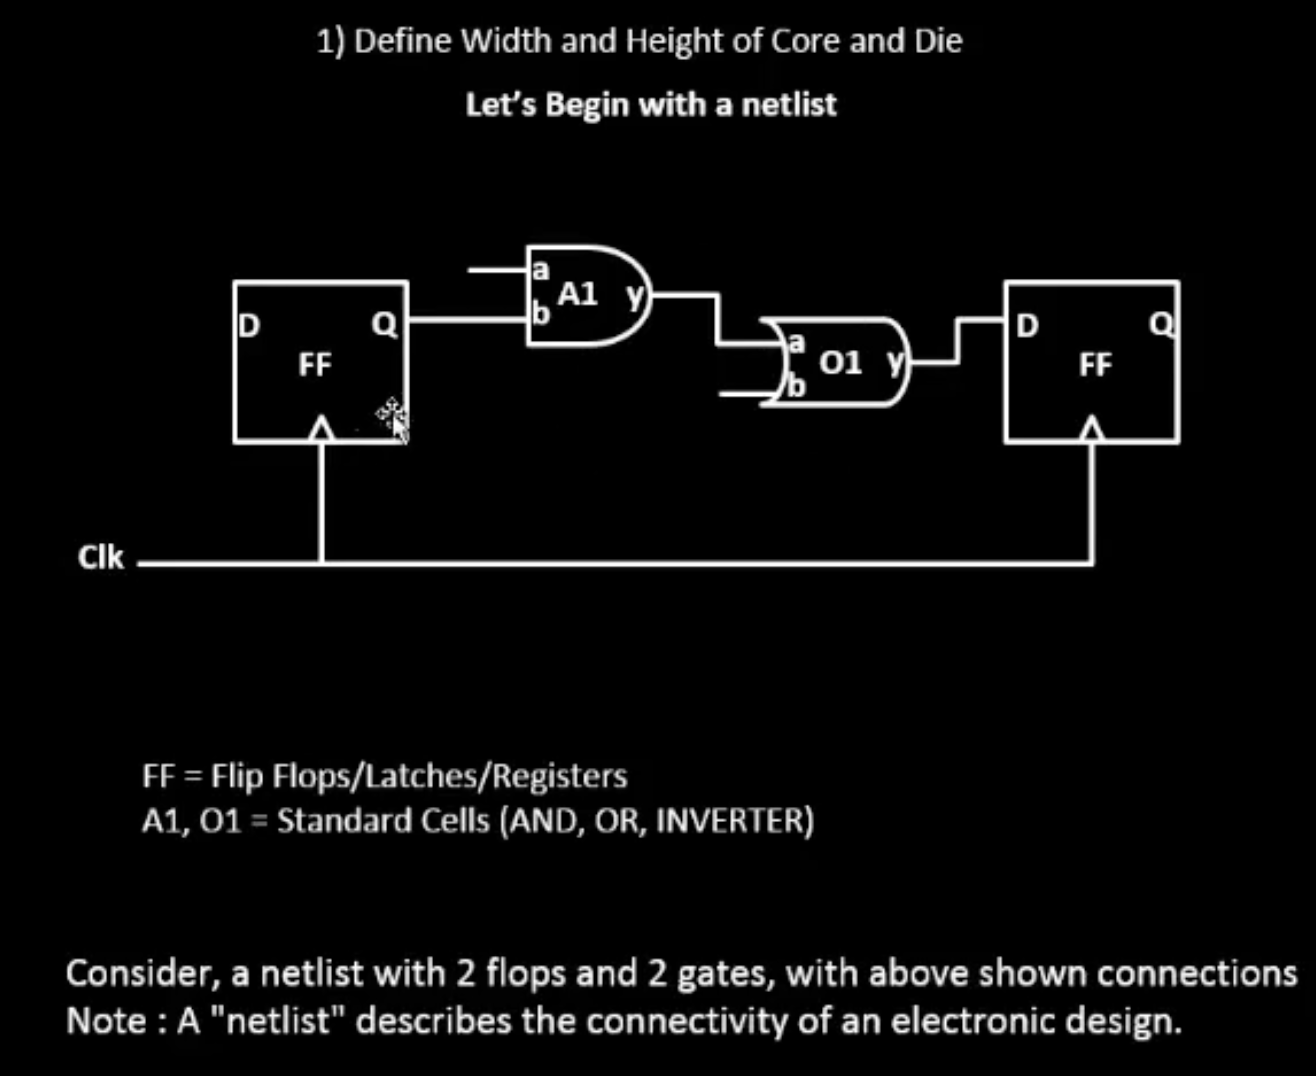 1) Define Width and Height of Core and Die
Let's Begin with a netlist
a
A1 y
b
D Q
FF
a
O1 y
b
D Q
FF
Clk
FF = Flip Flops/Latches/Registers
A1, O1 = Standard Cells (AND, OR, INVERTER)
Consider, a netlist with 2 flops and 2 gates, with above shown connections
Note : A "netlist" describes the connectivity of an electronic design.